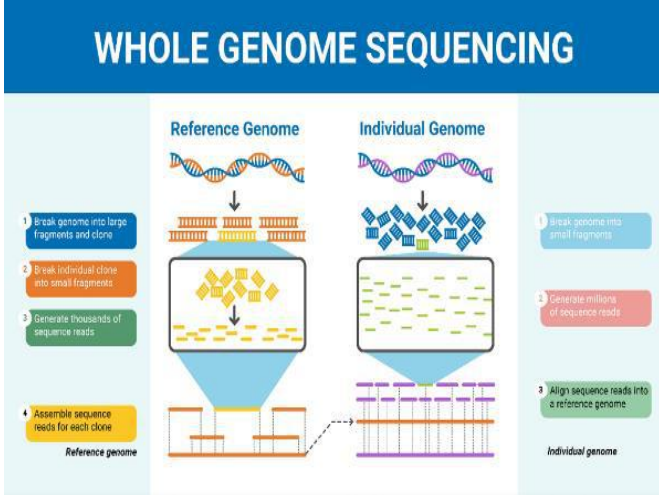 WHOLE GENOME SEQUENCING
Reference Genome
Individual Genome
1 Break genome into large
fragments and clone
2 Break individual clone
into small fragments
3 Generate thousands of
sequence reads
4 Assemble sequence
reads for each clone
Reference genome
1 Break genome into
small fragments
2 Generate millions
of sequence reads
3 Align sequence reads into
a reference genome
Individual genome